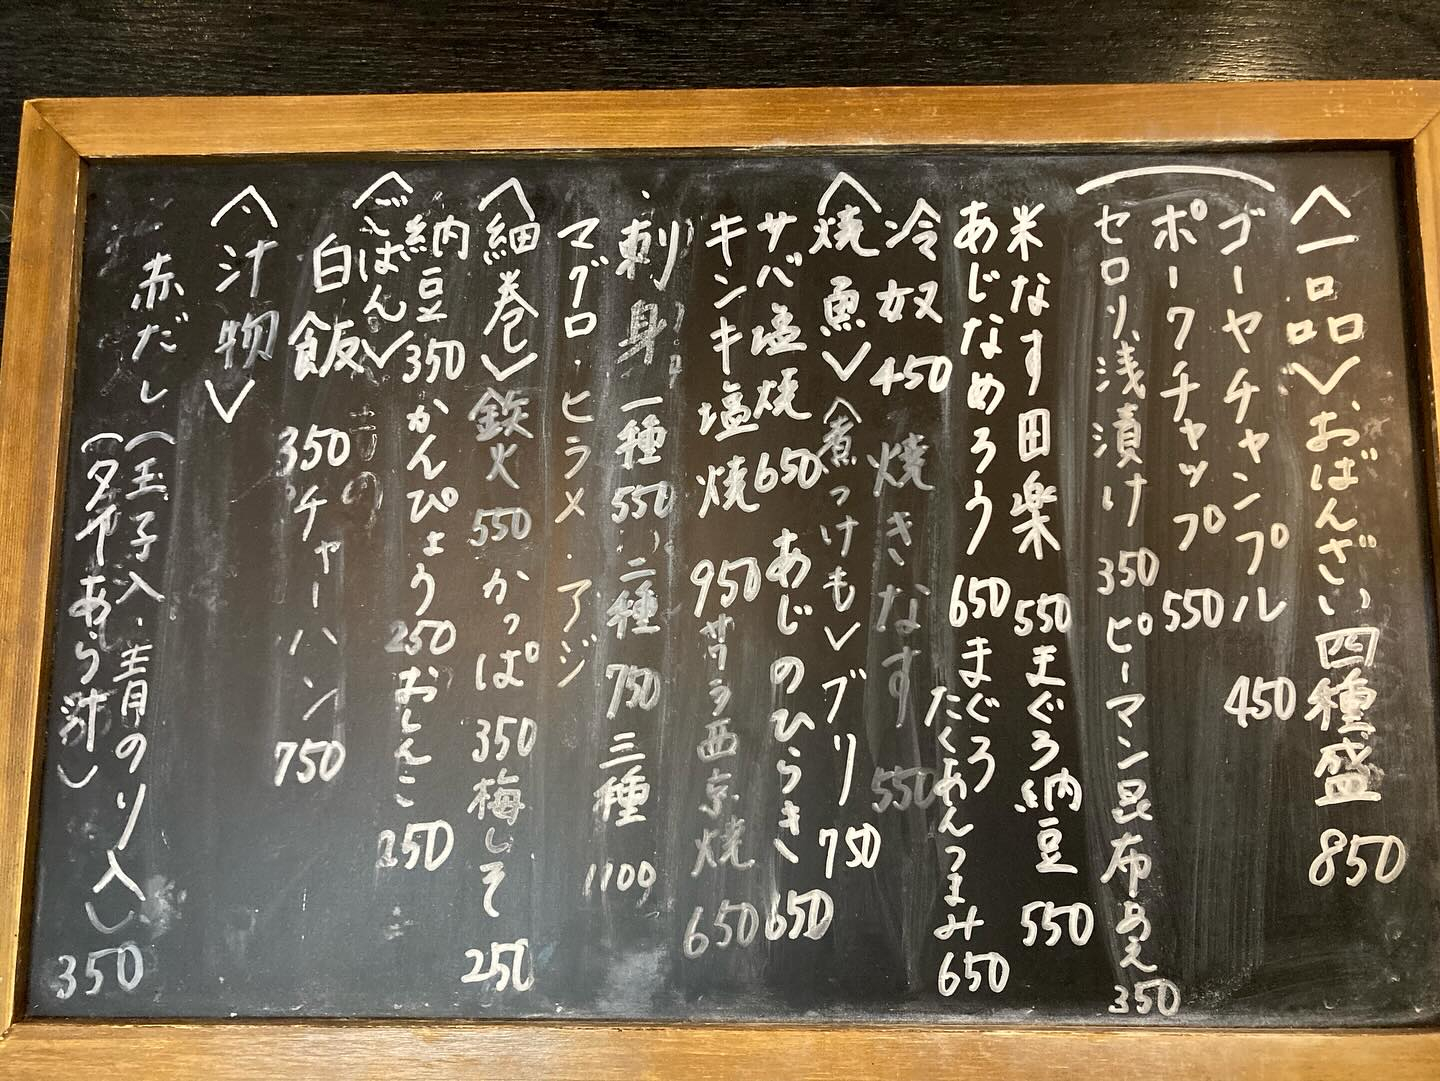 〈一品〉おばんざい四種盛 850
ゴーヤチャンプル 450
ポークチャップ 550
セロリ浅漬け 350 ピーマン昆布あえ 350
米なす田楽 550 まぐろ納豆 550
あじなめろう 650 まぐろたくあんつまみ 650
冷奴 450 焼きなす 550
〈焼魚〉〈煮つけも〉ブリ 750
サバ塩焼 650 あじのひらき 650
キンキ塩焼 950 サワラ西京焼 650
刺身 一種 550 二種 750 三種 1100
マグロ・ヒラメ・アジ
〈細巻〉鉄火 550 かっぱ 350 梅しそ 250
納豆 350 かんぴょう 250 おしんこ 250
〈ごはん〉
白飯 350 チャーハン 750
〈汁物〉
赤だし(玉子入・青のり入) 350
(あら汁)